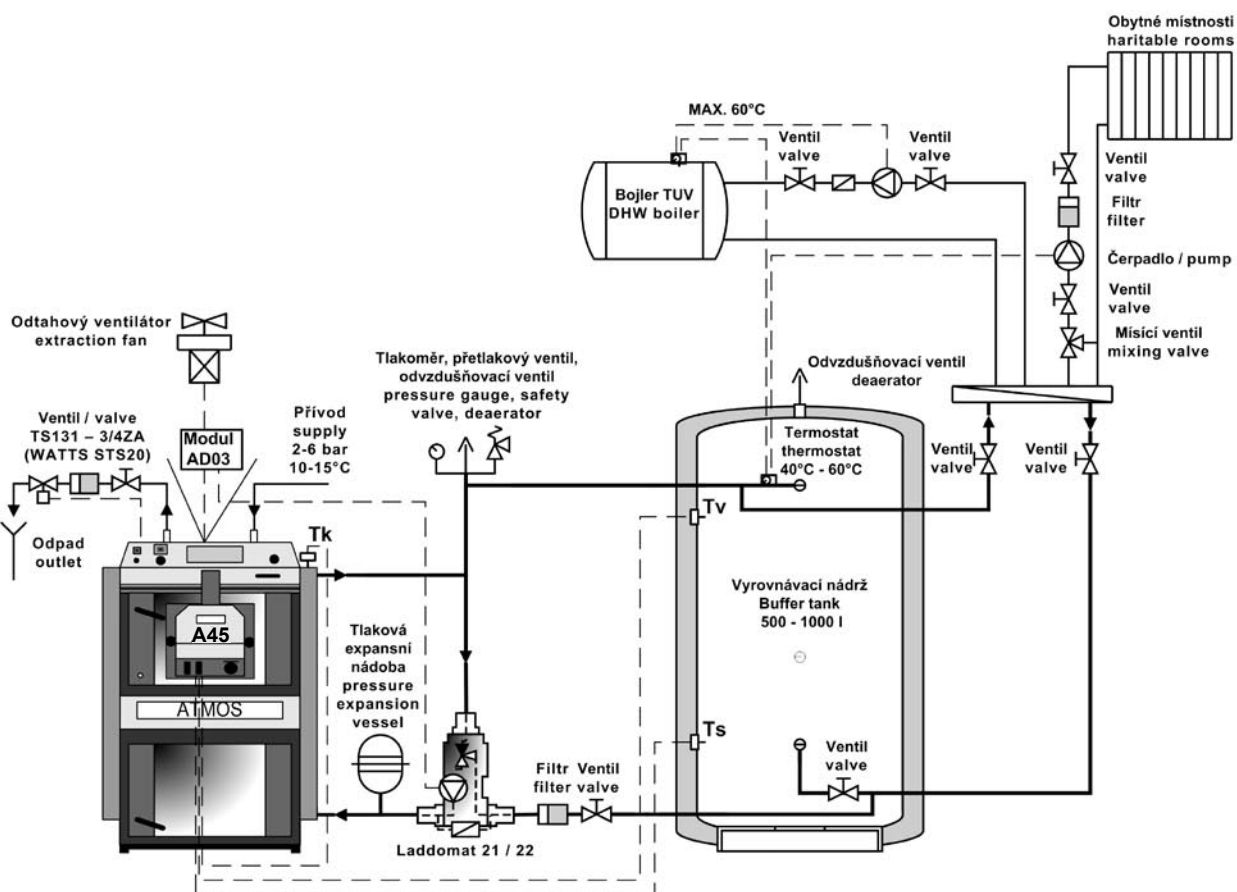 Obytné místnosti
haritable rooms
MAX. 60°C
Ventil
valve
Ventil
valve
Ventil
valve
Bojler TUV
DHW boiler
Filtr
filter
Čerpadlo / pump
Ventil
valve
Odtahový ventilátor
extraction fan
Mísící ventil
mixing valve
Tlakoměr, přetlakový ventil,
odvzdušňovací ventil
pressure gauge, safety
valve, deaerator
Odvzdušňovací ventil
deaerator
Ventil / valve
TS131 – 3/4ZA
(WATTS STS20)
Modul
AD03
Přívod
supply
2-6 bar
10-15°C
Termostat
thermostat
40°C - 60°C
Ventil
valve
Ventil
valve
Tv
Odpad
outlet
Tk
Vyrovnávací nádrž
Buffer tank
500 - 1000 l
A45
Tlaková
expansní
nádoba
pressure
expansion
vessel
ATMOS
Ts
Ventil
valve
Filtr Ventil
filter valve
Laddomat 21 / 22